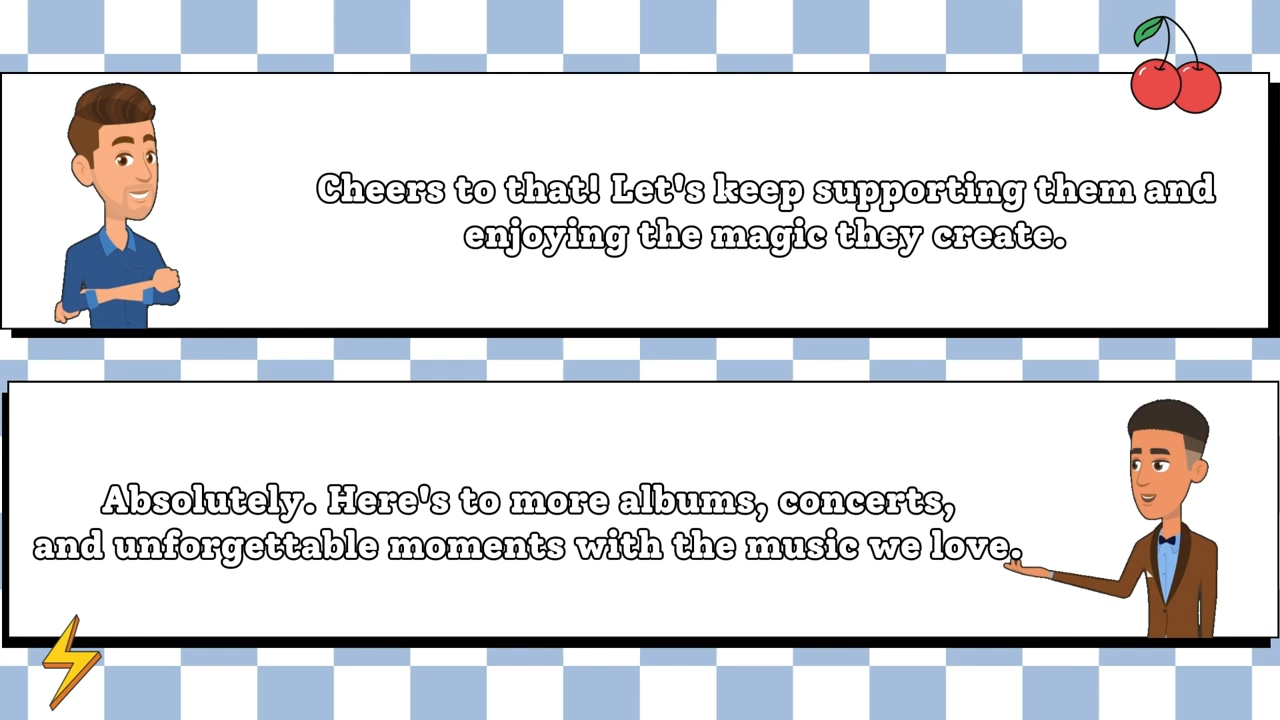 Cheers to that! Let's keep supporting them and
enjoying the magic they create.
Absolutely. Here's to more albums, concerts,
and unforgettable moments with the music we love.